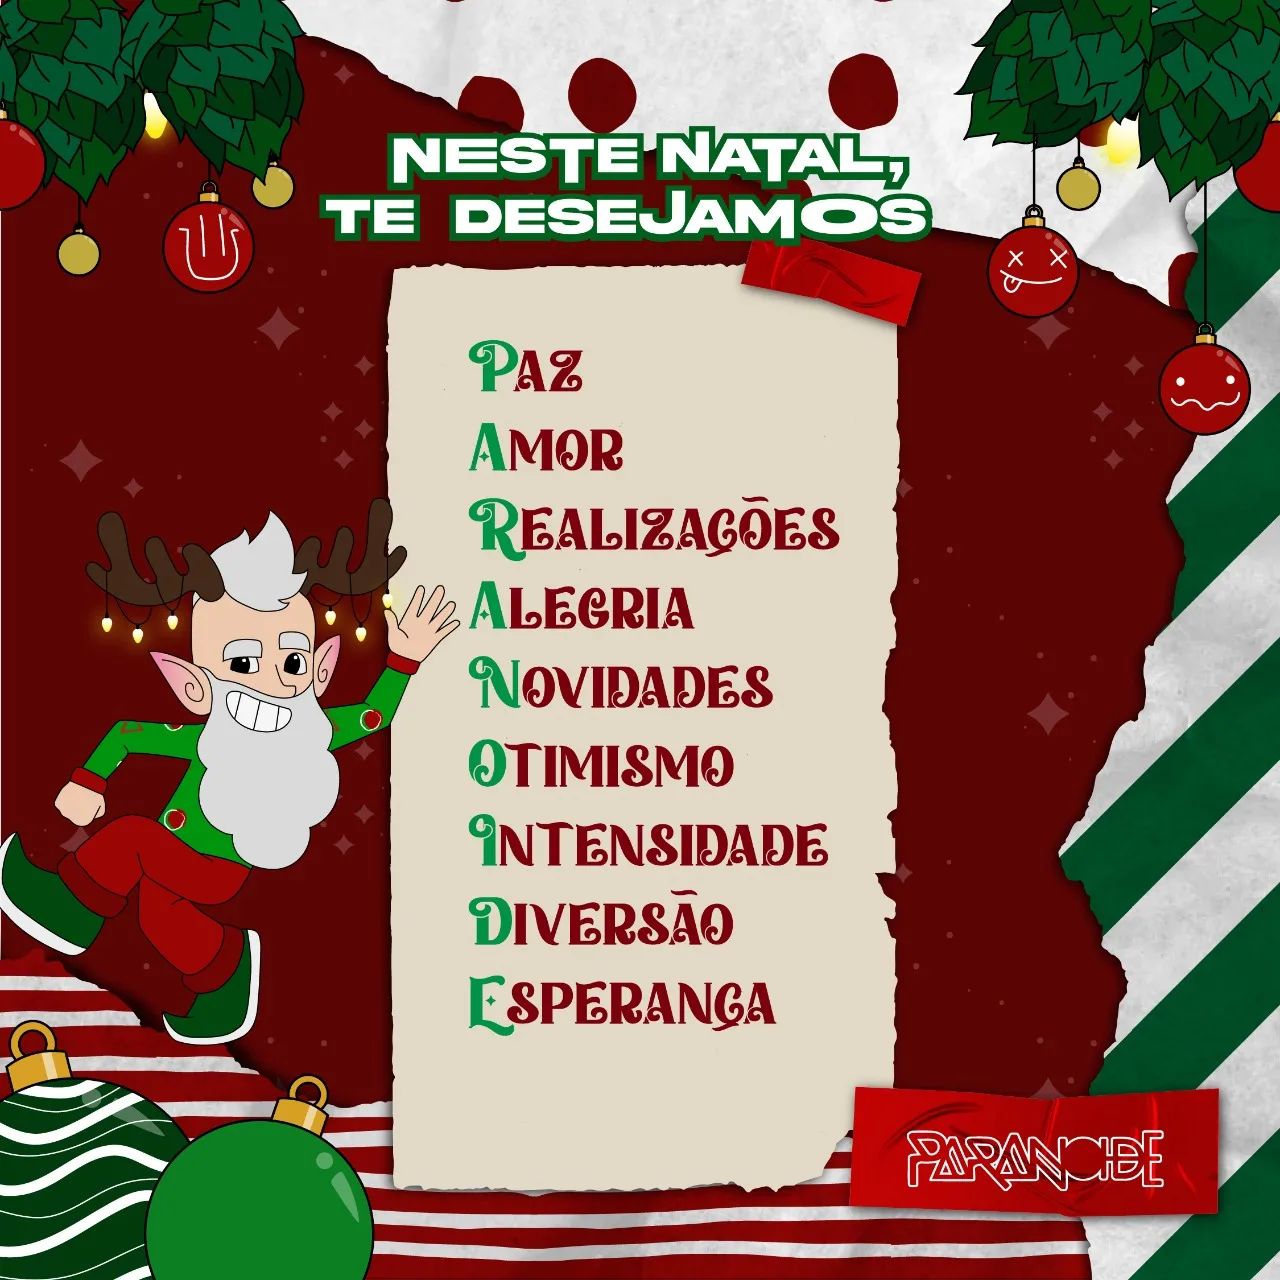 NESTE NATAL,
TE DESEJAMOS
PAZ
AMOR
REALIZAÇÕES
ALEGRIA
NOVIDADES
OTIMISMO
INTENSIDADE
DIVERSÃO
ESPERANÇA
PARANOIDE